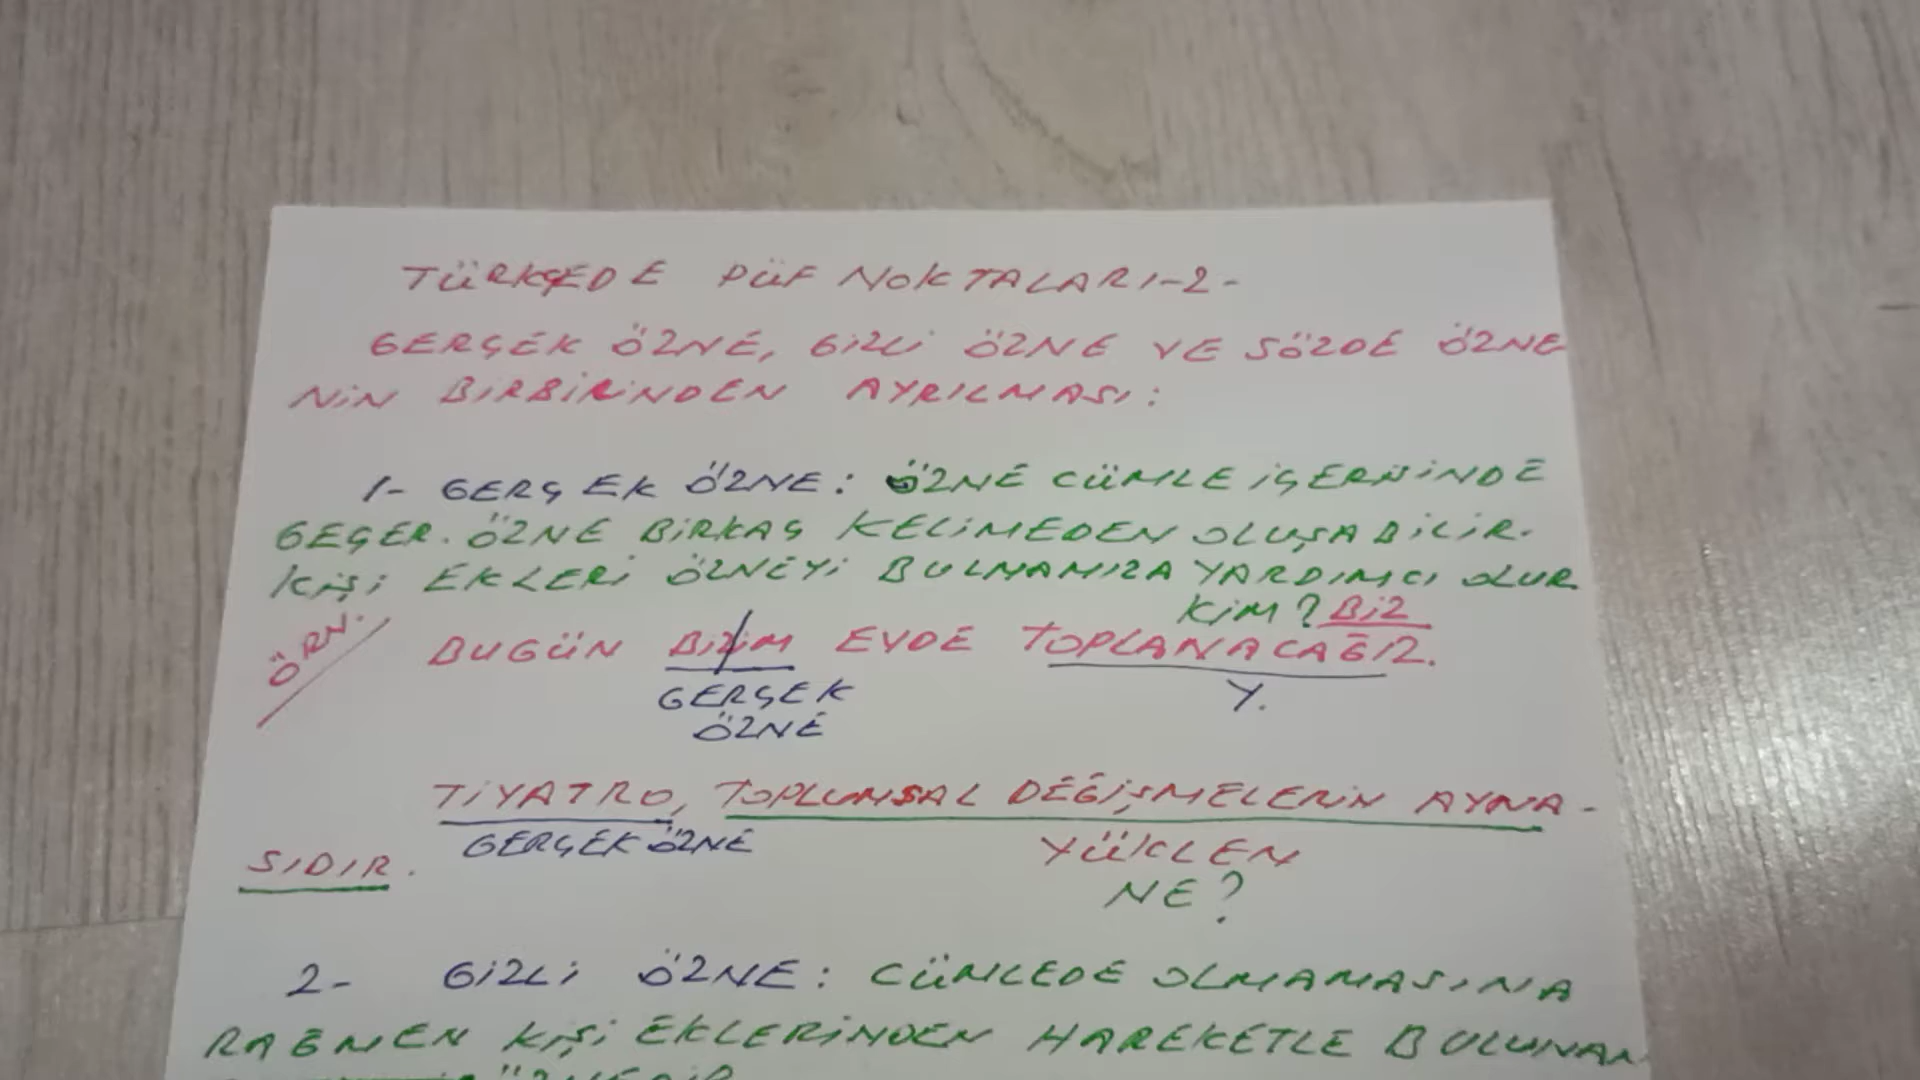 TÜRKÇEDE PÜF NOKTALARI-2-
GERÇEK ÖZNE, GİZLİ ÖZNE VE SÖZDE ÖZNE
NİN BİRBİRİNDEN AYRILMASI:
1- GERÇEK ÖZNE: ÖZNE CÜMLE İÇERİSİNDE
GEÇER. ÖZNE BİRKAÇ KELİMEDEN OLUŞABİLİR.
KİŞİ EKLERİ ÖZNEYİ BULMAMIZA YARDIMCI OLUR
KİM? BİZ
ÖRN. BUGÜN BİZİM EVDE TOPLANACAĞIZ.
GERÇEK Y.
ÖZNE
TİYATRO, TOPLUMSAL DEĞİŞMELERİN AYNA-
GERÇEK ÖZNE YÜKLEM
SIDIR.
NE?
2- GİZLİ ÖZNE: CÜMLEDE OLMAMASINA
RAĞMEN KİŞİ EKLERİNDEN HAREKETLE BULUNAN